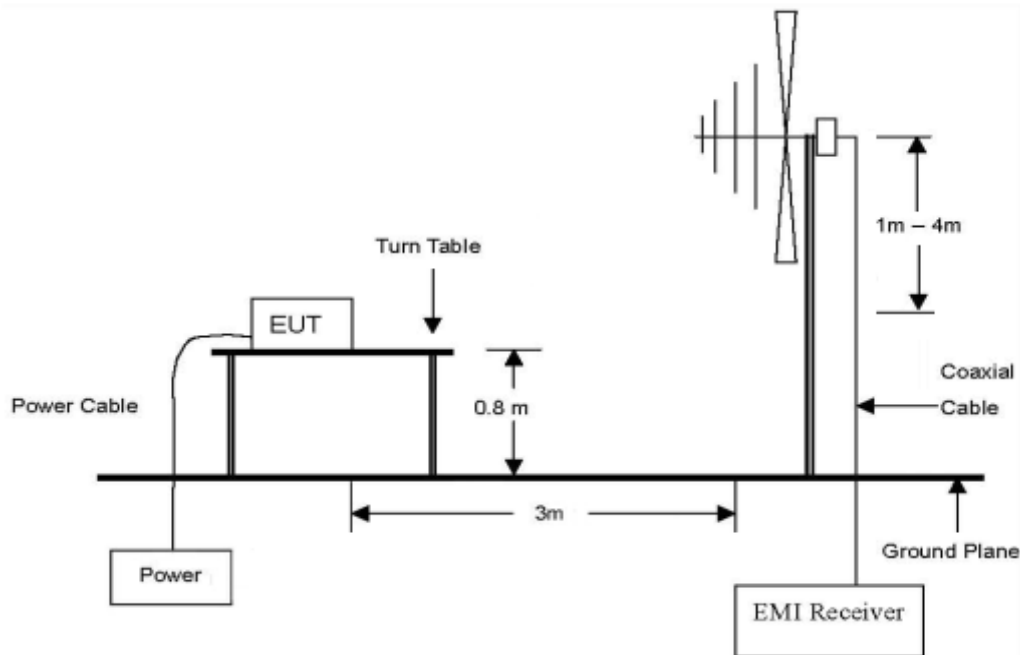 1m – 4m
Turn Table
EUT
Coaxial
Cable
Power Cable
0.8 m
3m
Ground Plane
Power
EMI Receiver